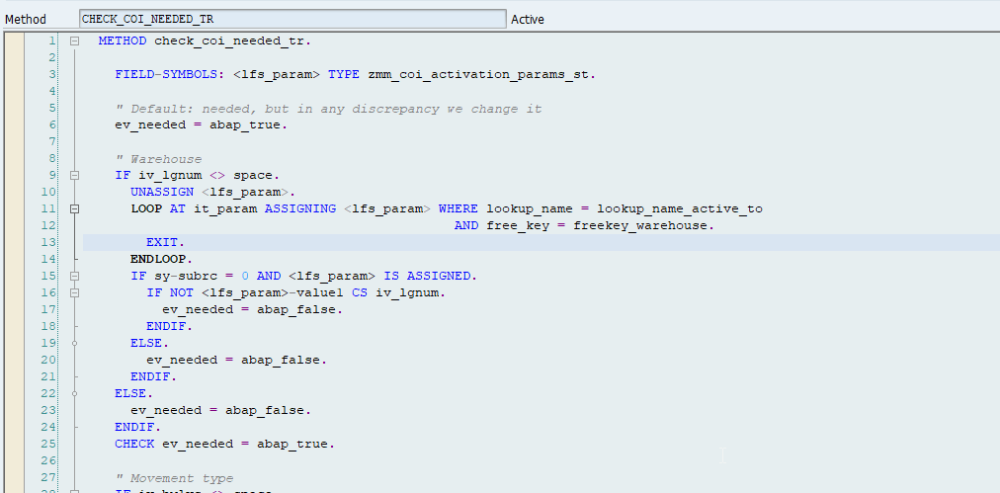 Method CHECK_COI_NEEDED_TR Active
1 METHOD check_coi_needed_tr.
2
3 FIELD-SYMBOLS: <lfs_param> TYPE zmm_coi_activation_params_st.
4
5 " Default: needed, but in any discrepancy we change it
6 ev_needed = abap_true.
7
8 " Warehouse
9 IF iv_lgnum <> space.
10 UNASSIGN <lfs_param>.
11 LOOP AT it_param ASSIGNING <lfs_param> WHERE lookup_name = lookup_name_active_to
12 AND free_key = freekey_warehouse.
13 EXIT.
14 ENDLOOP.
15 IF sy-subrc = 0 AND <lfs_param> IS ASSIGNED.
16 IF NOT <lfs_param>-value1 CS iv_lgnum.
17 ev_needed = abap_false.
18 ENDIF.
19 ELSE.
20 ev_needed = abap_false.
21 ENDIF.
22 ELSE.
23 ev_needed = abap_false.
24 ENDIF.
25 CHECK ev_needed = abap_true.
26
27 " Movement type